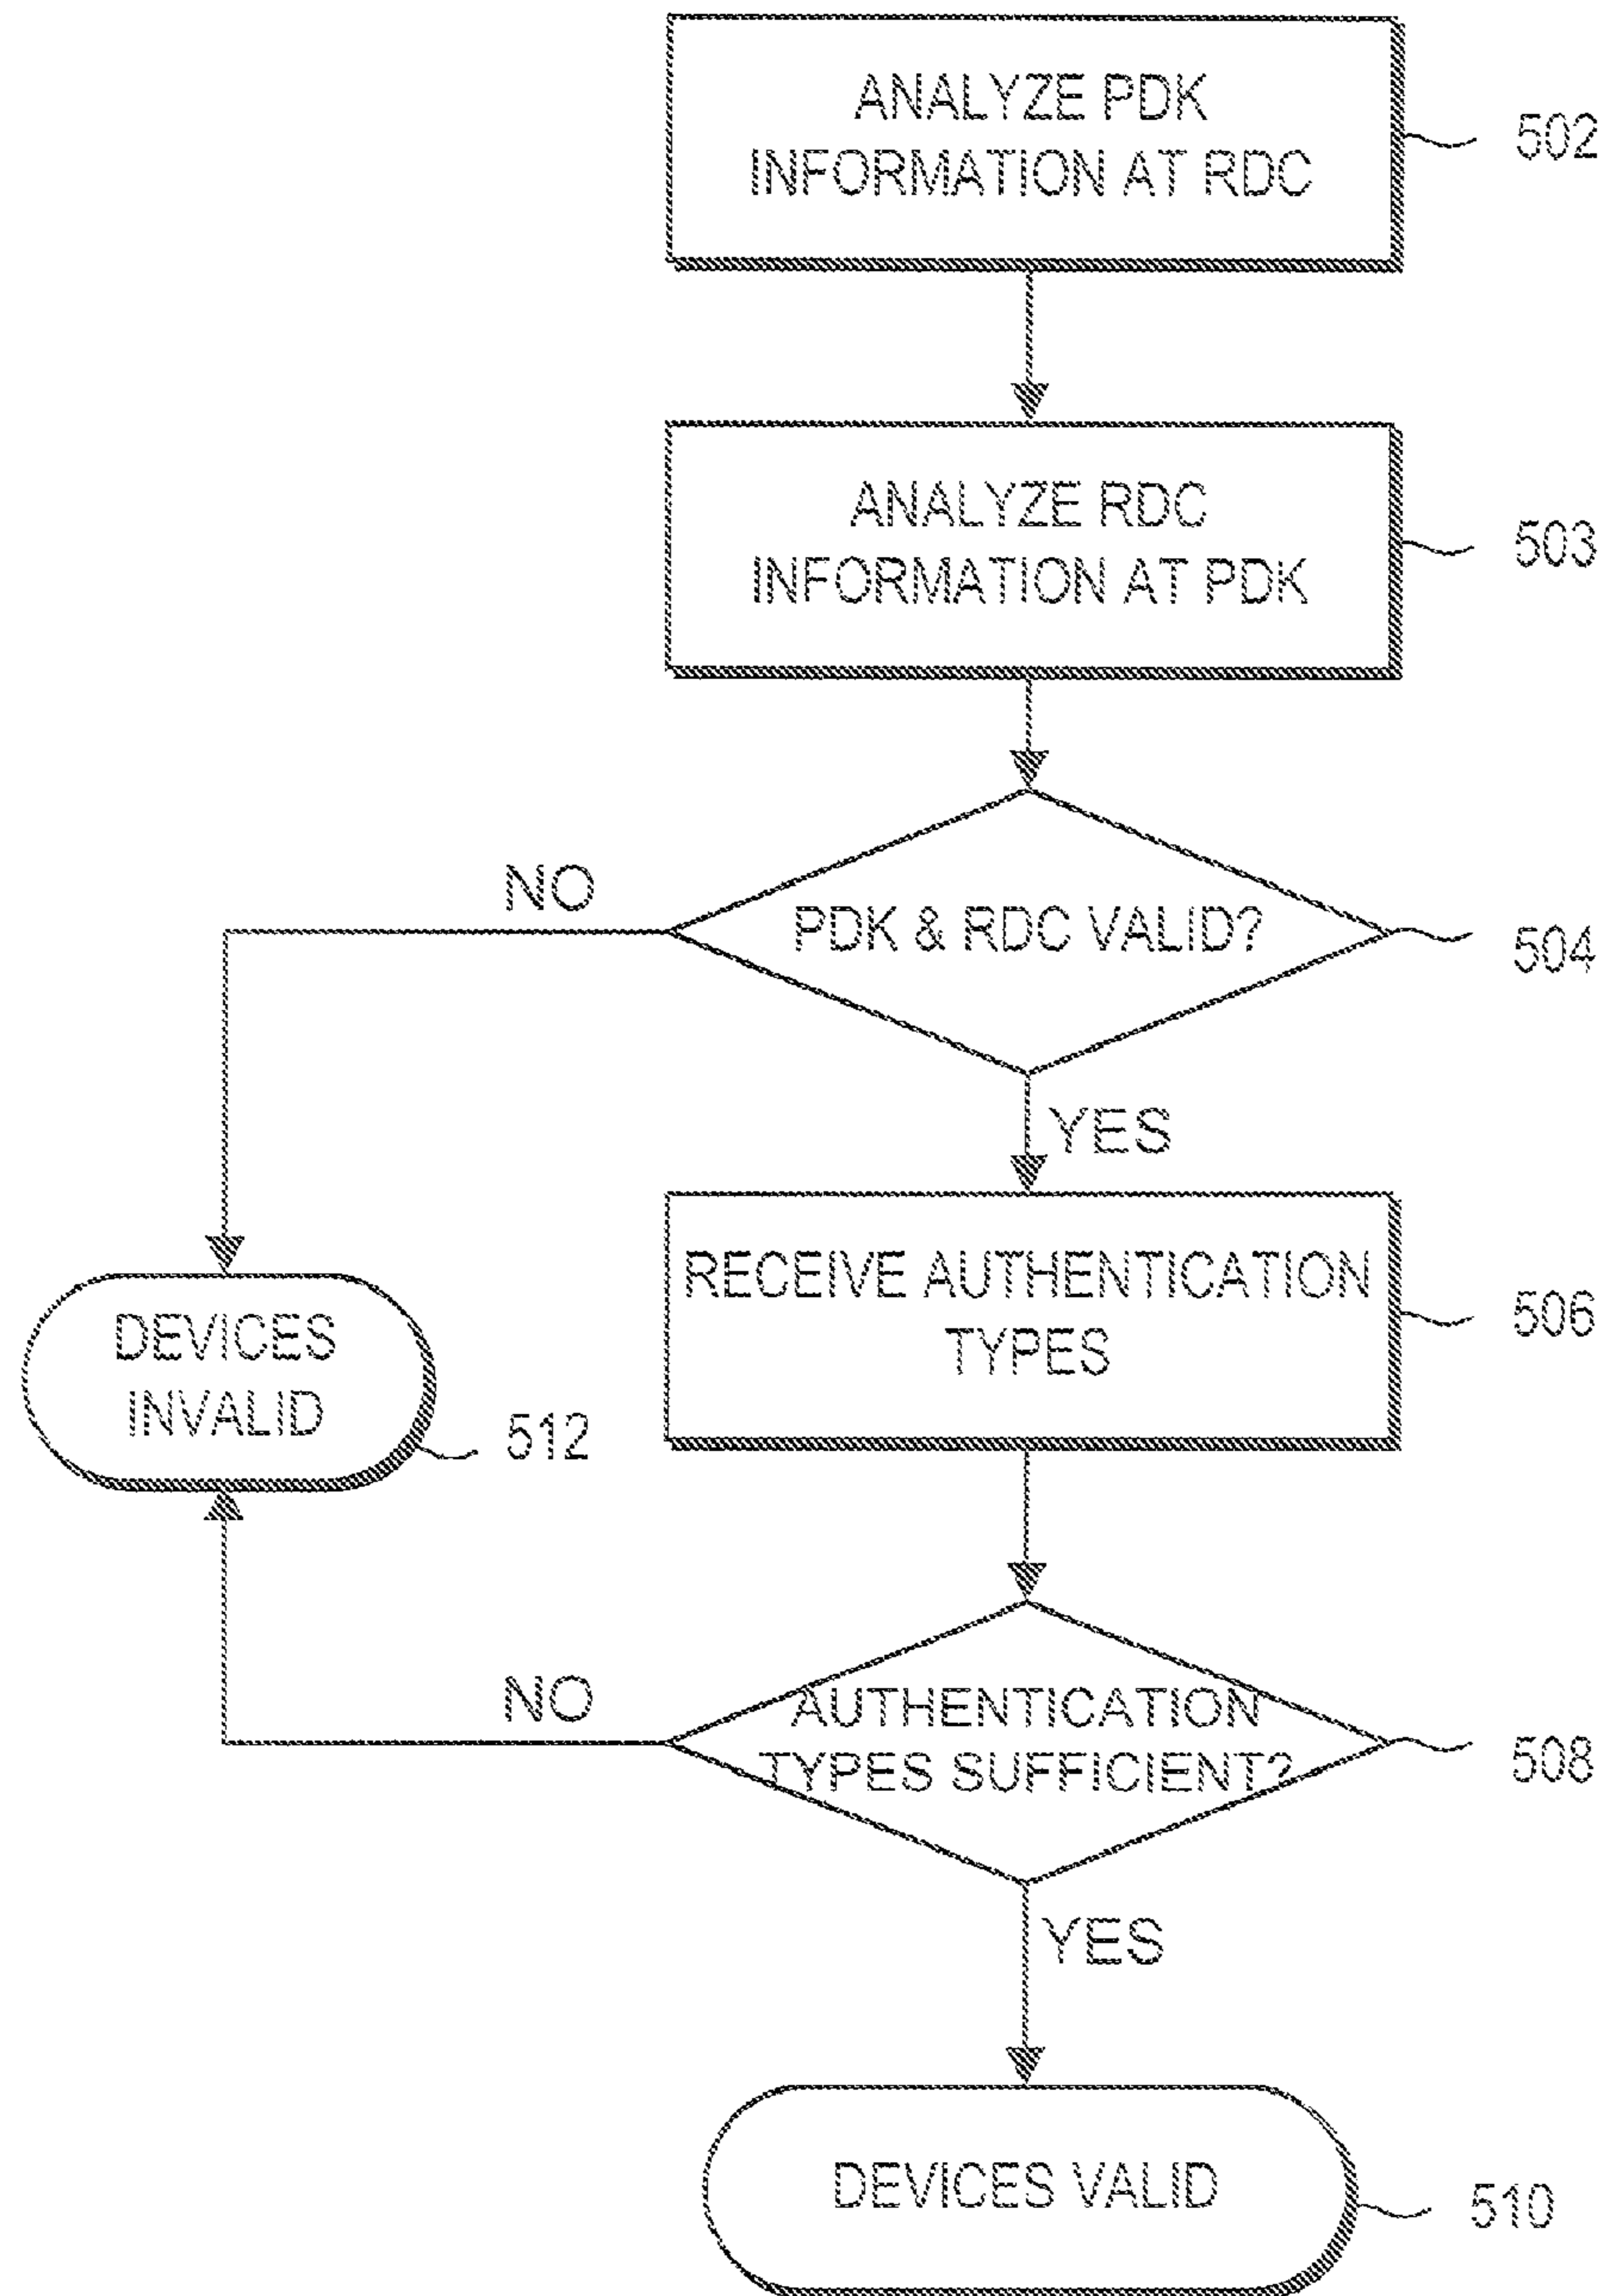 ANALYZE PDK
INFORMATION AT RDC
502
ANALYZE RDC
INFORMATION AT PDK
503
NO
PDK & RDC VALID?
504
YES
RECEIVE AUTHENTICATION
TYPES
506
DEVICES
INVALID
512
NO
AUTHENTICATION
TYPES SUFFICIENT?
508
YES
DEVICES VALID
510